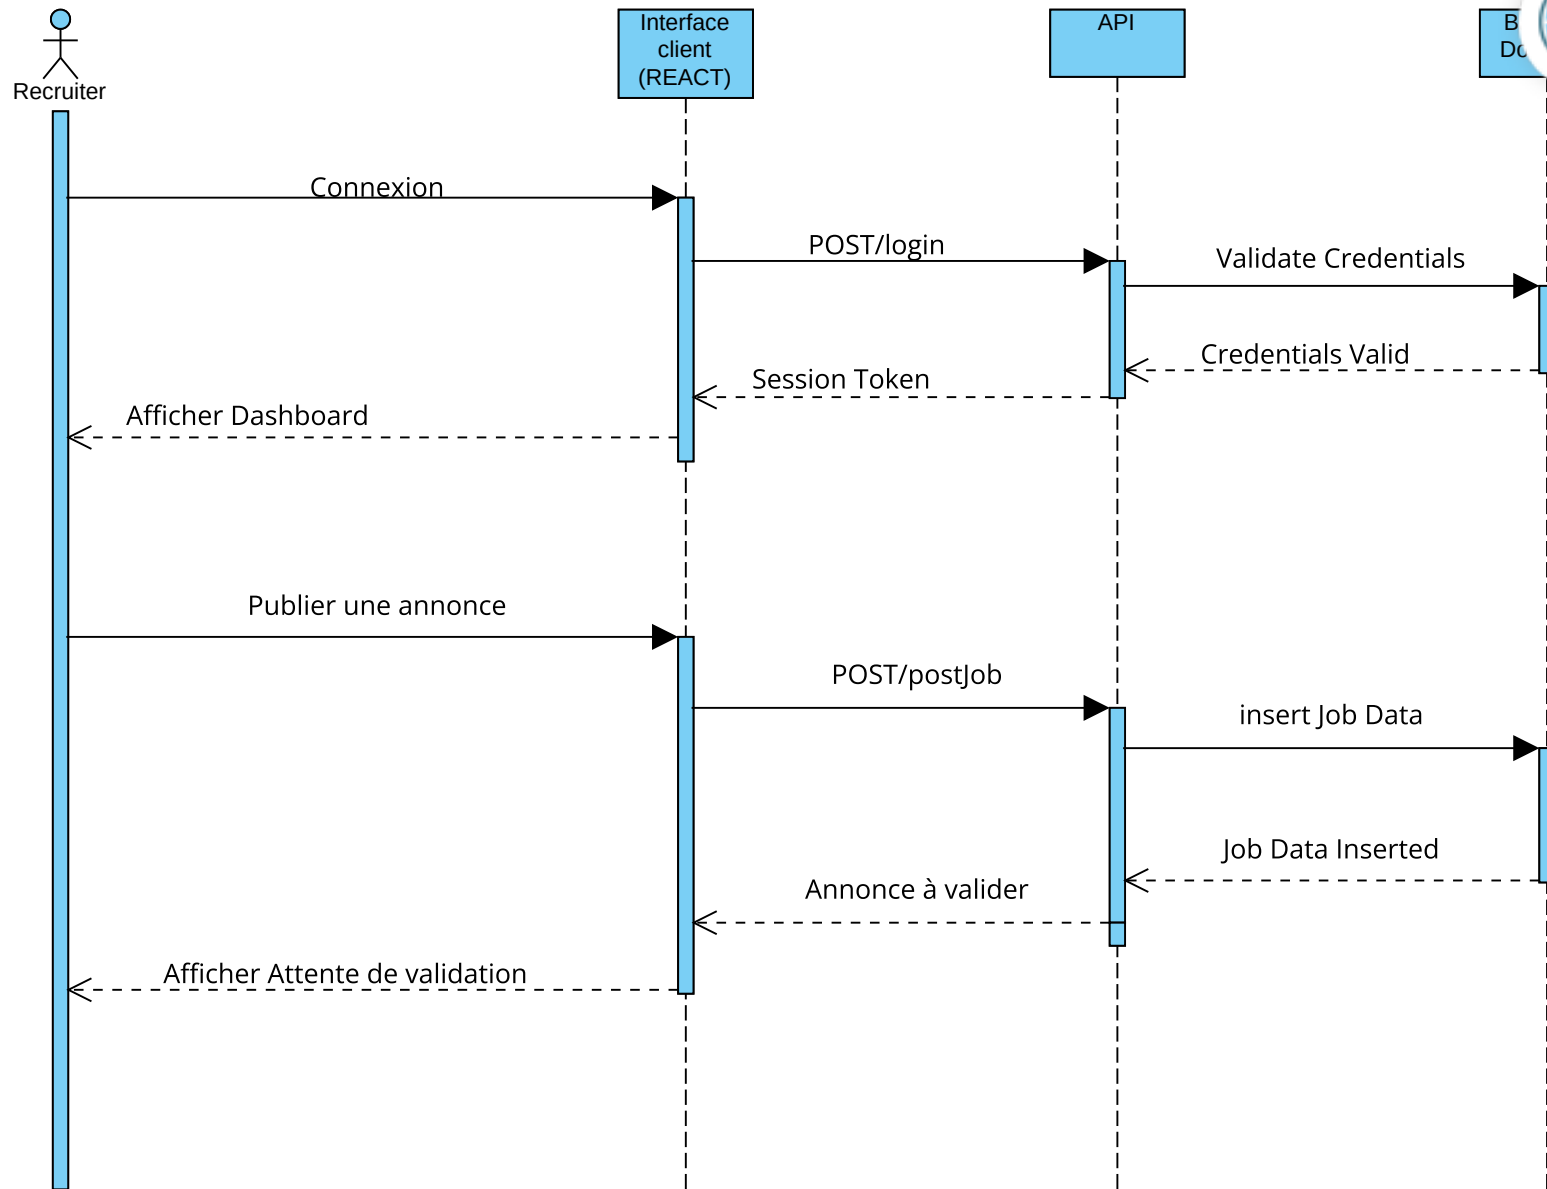 Interface
client
(REACT)
API
Recruiter
Connexion
POST/login
Validate Credentials
Credentials Valid
Session Token
Afficher Dashboard
Publier une annonce
POST/postJob
insert Job Data
Job Data Inserted
Annonce à valider
Afficher Attente de validation